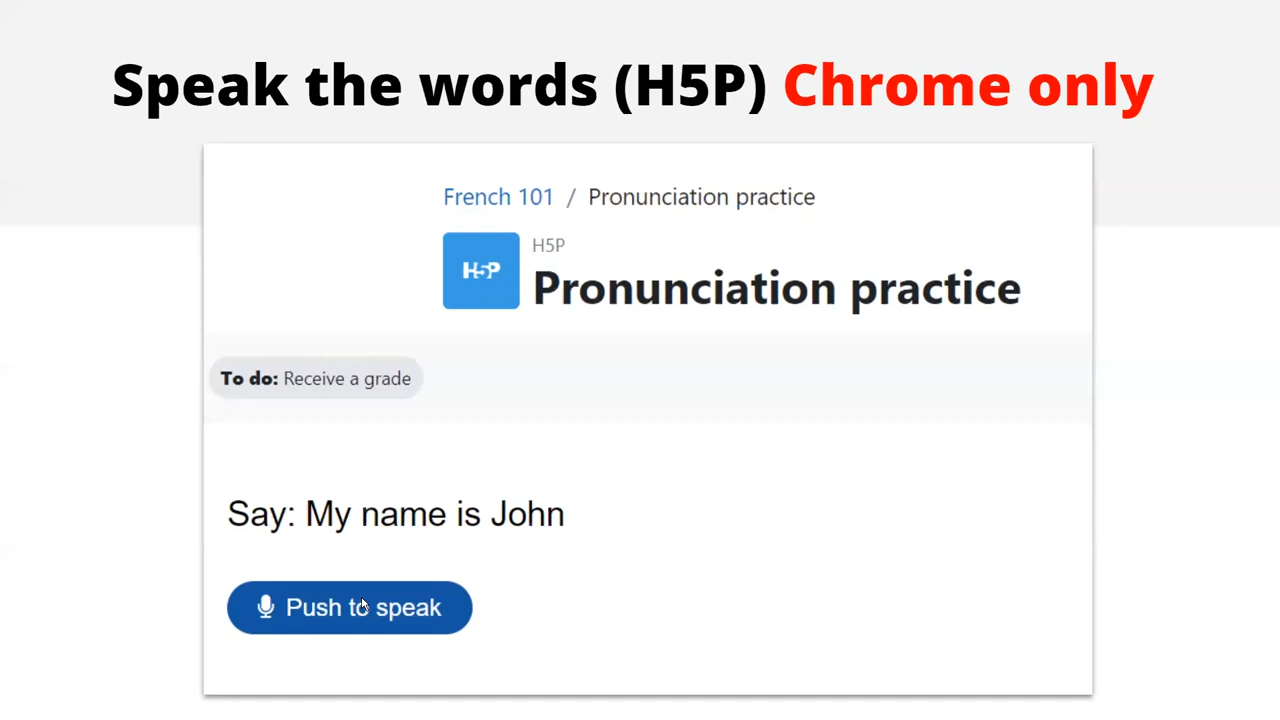 Speak the words (H5P) Chrome only
French 101 / Pronunciation practice
H5P
H5P
Pronunciation practice
To do: Receive a grade
Say: My name is John
Push to speak